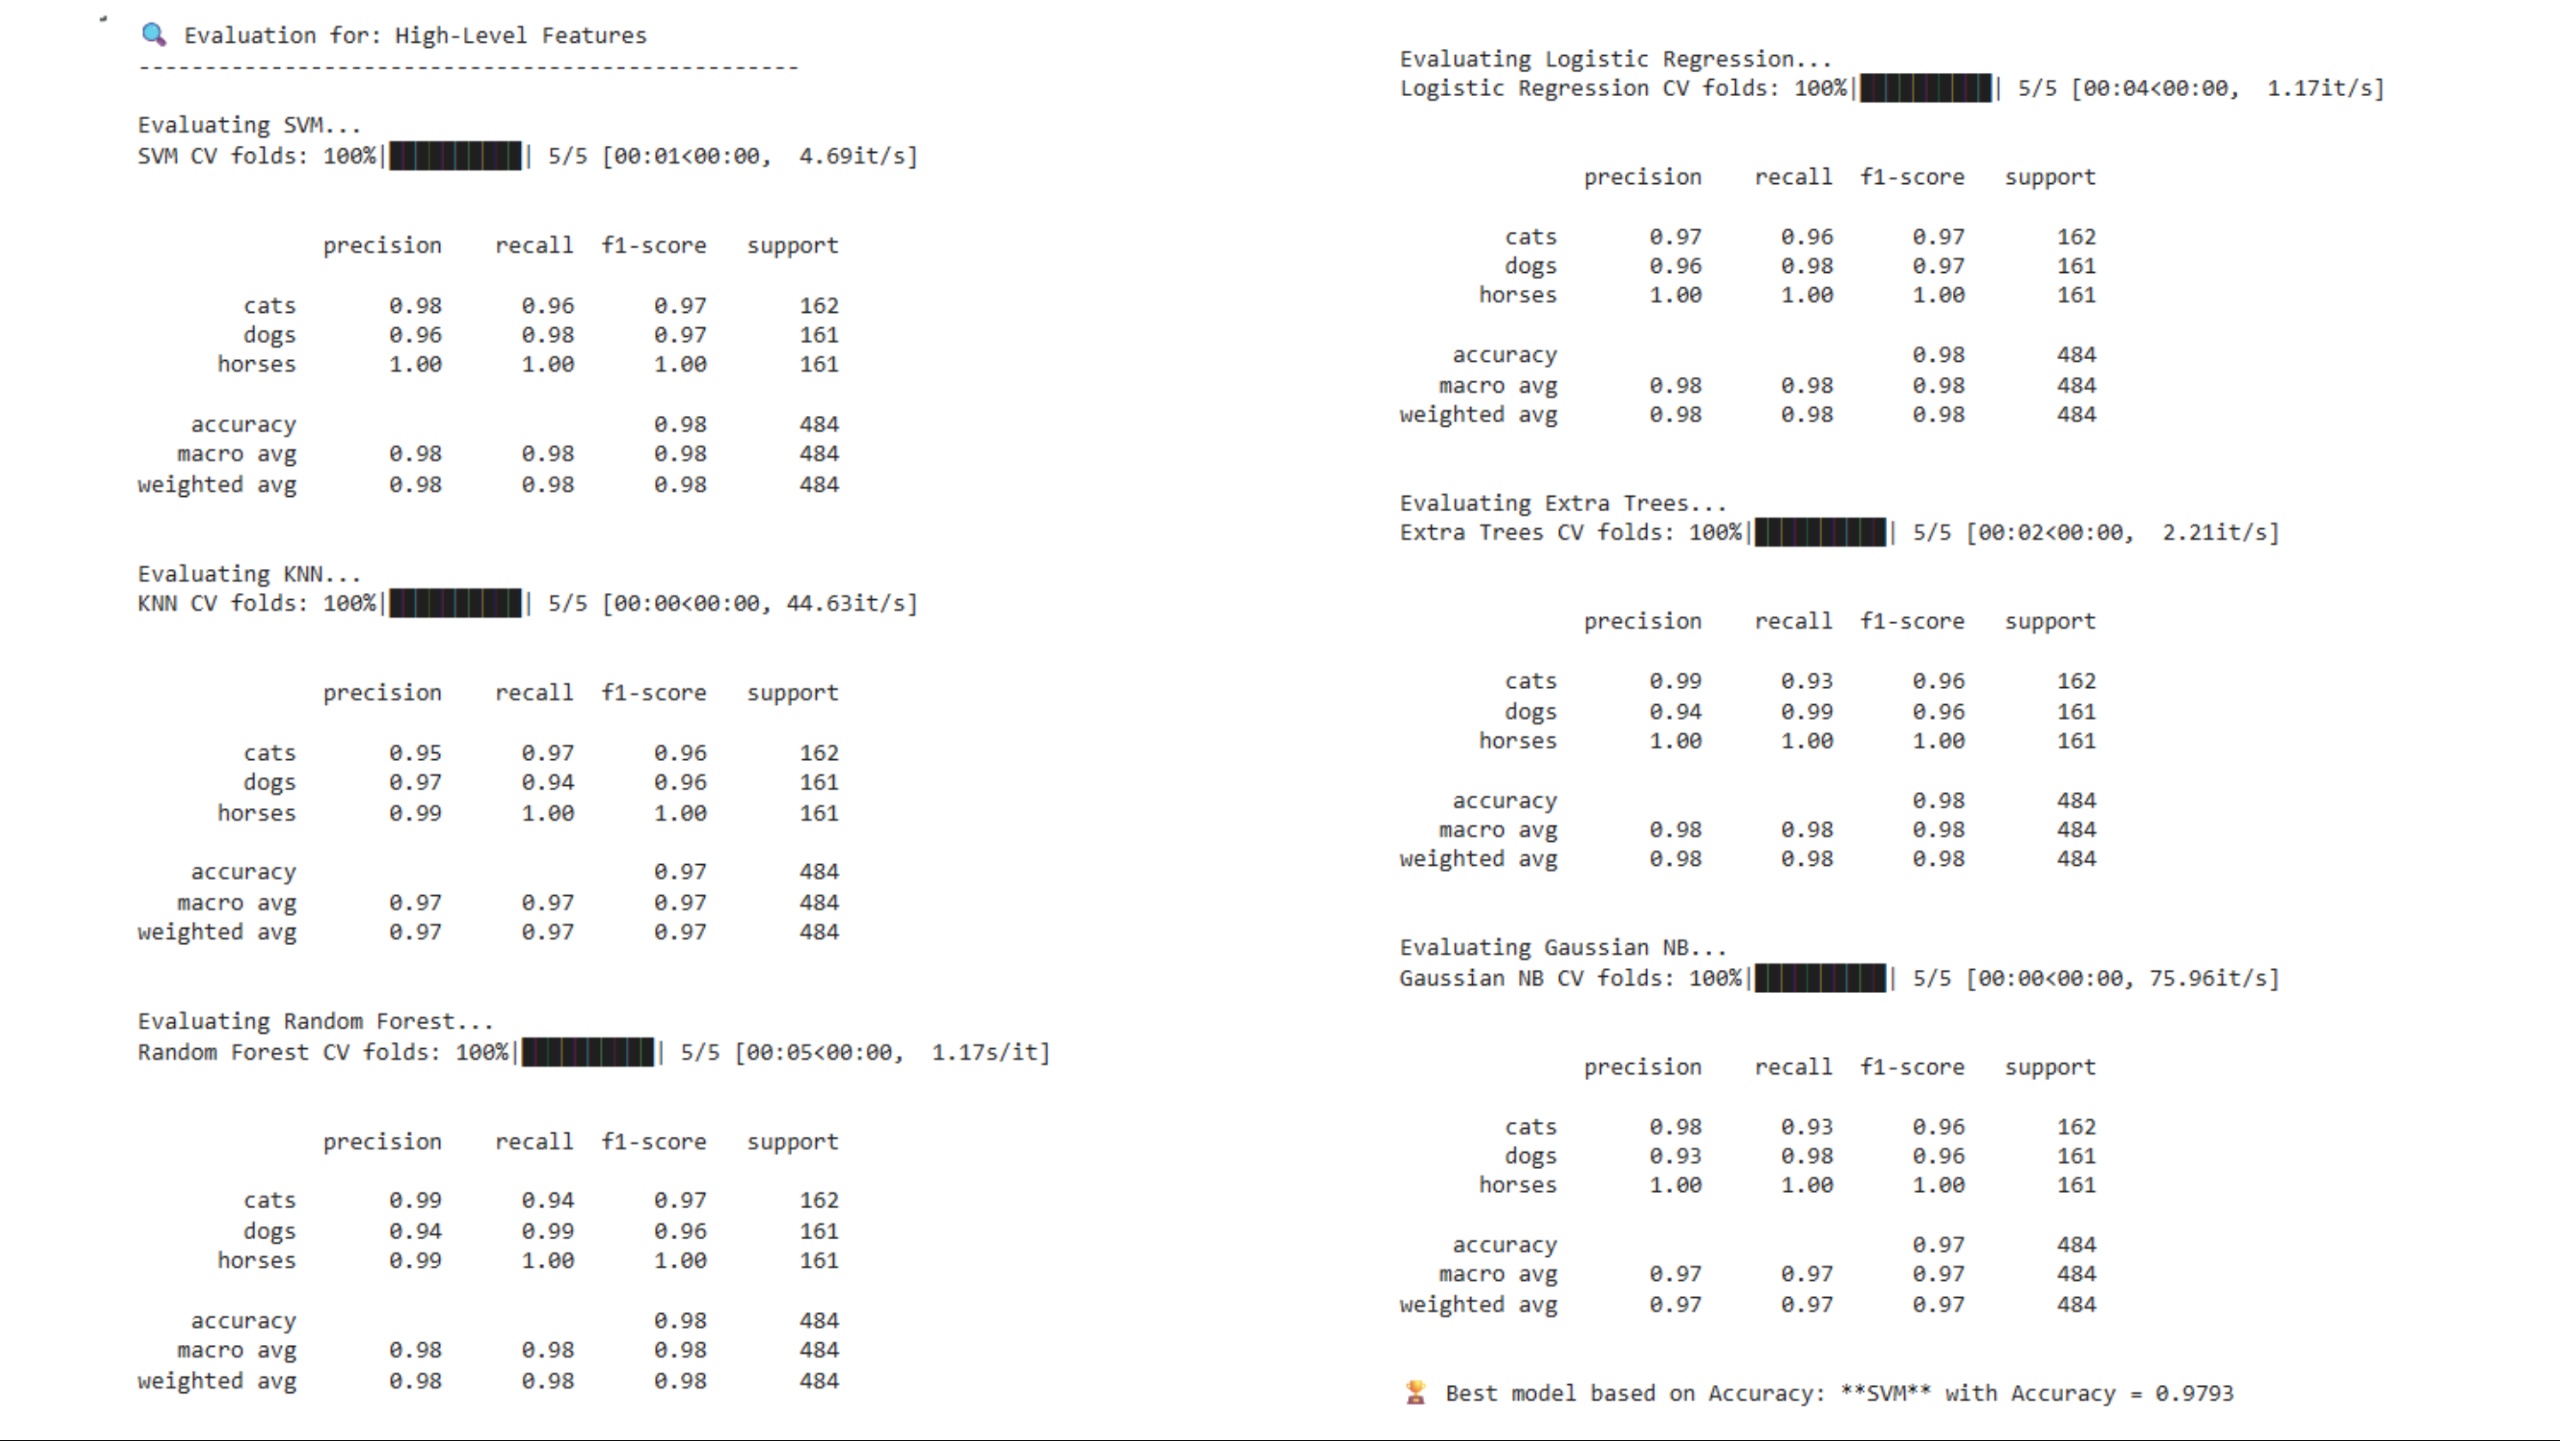 🔍 Evaluation for: High-Level Features
--------------------------------------------------
Evaluating SVM...
SVM CV folds: 100%|██████████| 5/5 [00:01<00:00,  4.69it/s]
precision recall f1-score support
cats 0.98 0.96 0.97 162
dogs 0.96 0.98 0.97 161
horses 1.00 1.00 1.00 161
accuracy 0.98 484
macro avg 0.98 0.98 0.98 484
weighted avg 0.98 0.98 0.98 484
Evaluating KNN...
KNN CV folds: 100%|██████████| 5/5 [00:00<00:00, 44.63it/s]
precision recall f1-score support
cats 0.95 0.97 0.96 162
dogs 0.97 0.94 0.96 161
horses 0.99 1.00 1.00 161
accuracy 0.97 484
macro avg 0.97 0.97 0.97 484
weighted avg 0.97 0.97 0.97 484
Evaluating Random Forest...
Random Forest CV folds: 100%|██████████| 5/5 [00:05<00:00,  1.17s/it]
precision recall f1-score support
cats 0.99 0.94 0.97 162
dogs 0.94 0.99 0.96 161
horses 0.99 1.00 1.00 161
accuracy 0.98 484
macro avg 0.98 0.98 0.98 484
weighted avg 0.98 0.98 0.98 484
Evaluating Logistic Regression...
Logistic Regression CV folds: 100%|██████████| 5/5 [00:04<00:00,  1.17it/s]
precision recall f1-score support
cats 0.97 0.96 0.97 162
dogs 0.96 0.98 0.97 161
horses 1.00 1.00 1.00 161
accuracy 0.98 484
macro avg 0.98 0.98 0.98 484
weighted avg 0.98 0.98 0.98 484
Evaluating Extra Trees...
Extra Trees CV folds: 100%|██████████| 5/5 [00:02<00:00,  2.21it/s]
precision recall f1-score support
cats 0.99 0.93 0.96 162
dogs 0.94 0.99 0.96 161
horses 1.00 1.00 1.00 161
accuracy 0.98 484
macro avg 0.98 0.98 0.98 484
weighted avg 0.98 0.98 0.98 484
Evaluating Gaussian NB...
Gaussian NB CV folds: 100%|██████████| 5/5 [00:00<00:00, 75.96it/s]
precision recall f1-score support
cats 0.98 0.93 0.96 162
dogs 0.93 0.98 0.96 161
horses 1.00 1.00 1.00 161
accuracy 0.97 484
macro avg 0.97 0.97 0.97 484
weighted avg 0.97 0.97 0.97 484
🏆 Best model based on Accuracy: **SVM** with Accuracy = 0.9793